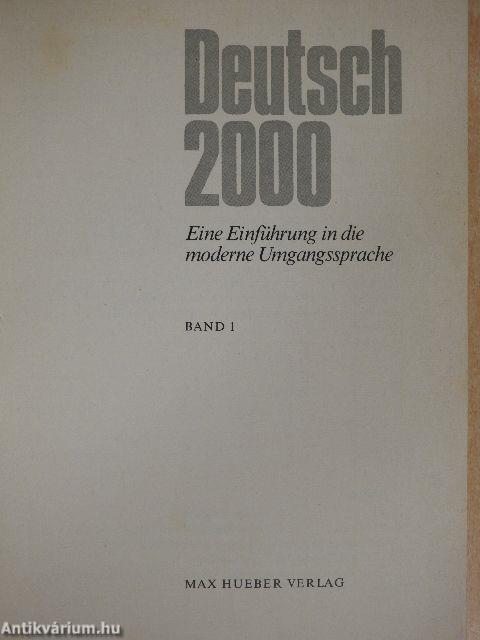 Deutsch
2000
Eine Einführung in die
moderne Umgangssprache
BAND 1
MAX HUEBER VERLAG
Antikvárium.hu